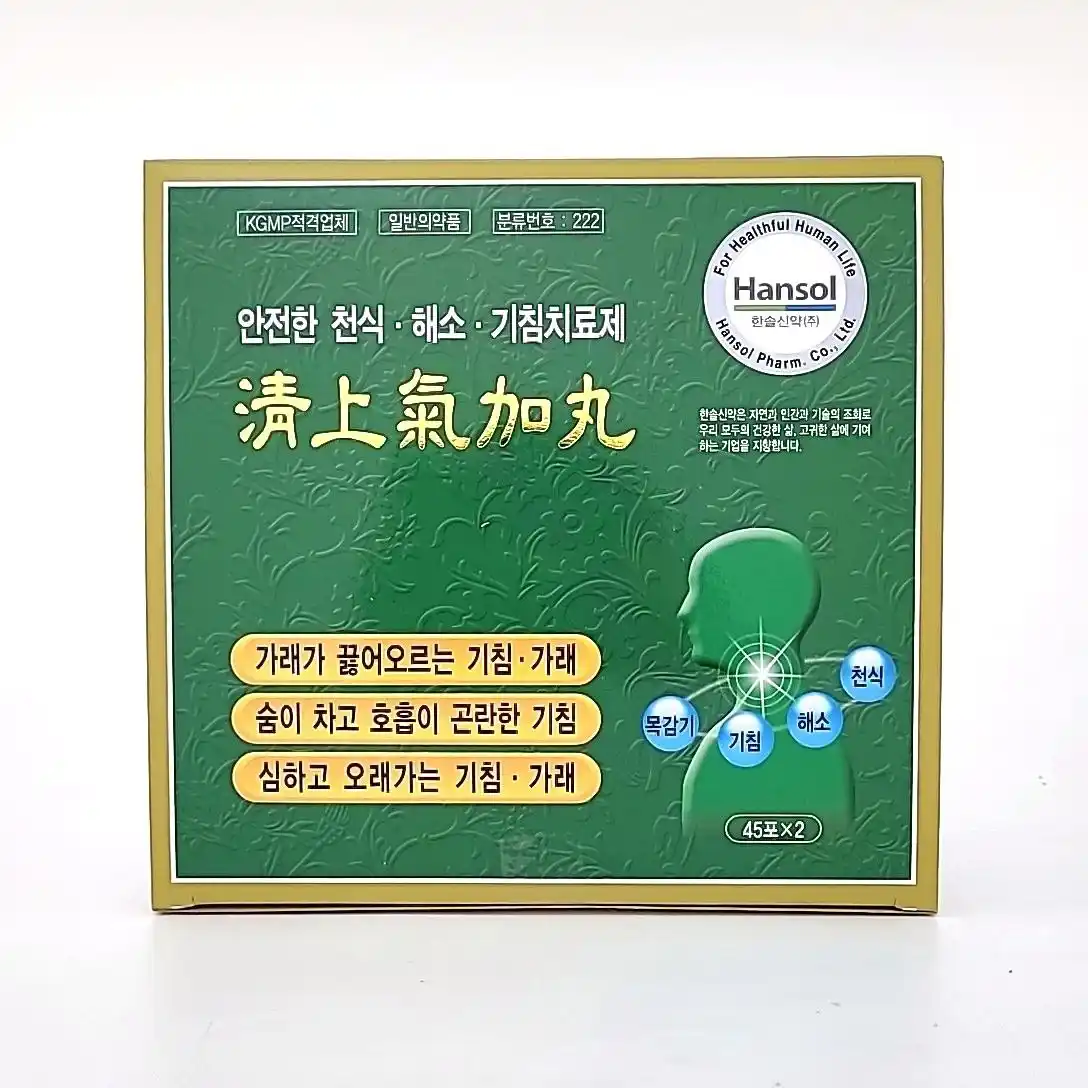 KGMP적격업체 일반의약품 분류번호 : 222
For Healthful Human Life
Hansol
한솔신약(주)
Hansol Pharm. Co., Ltd.
안전한 천식·해소·기침치료제
淸上氣加丸
한솔신약은 자연과 인간과 기술의 조화로
우리 모두의 건강한 삶, 고귀한 삶에 기여
하는 기업을 지향합니다.
가래가 끓어오르는 기침·가래
숨이 차고 호흡이 곤란한 기침
심하고 오래가는 기침·가래
목감기
기침
해소
천식
45포×2